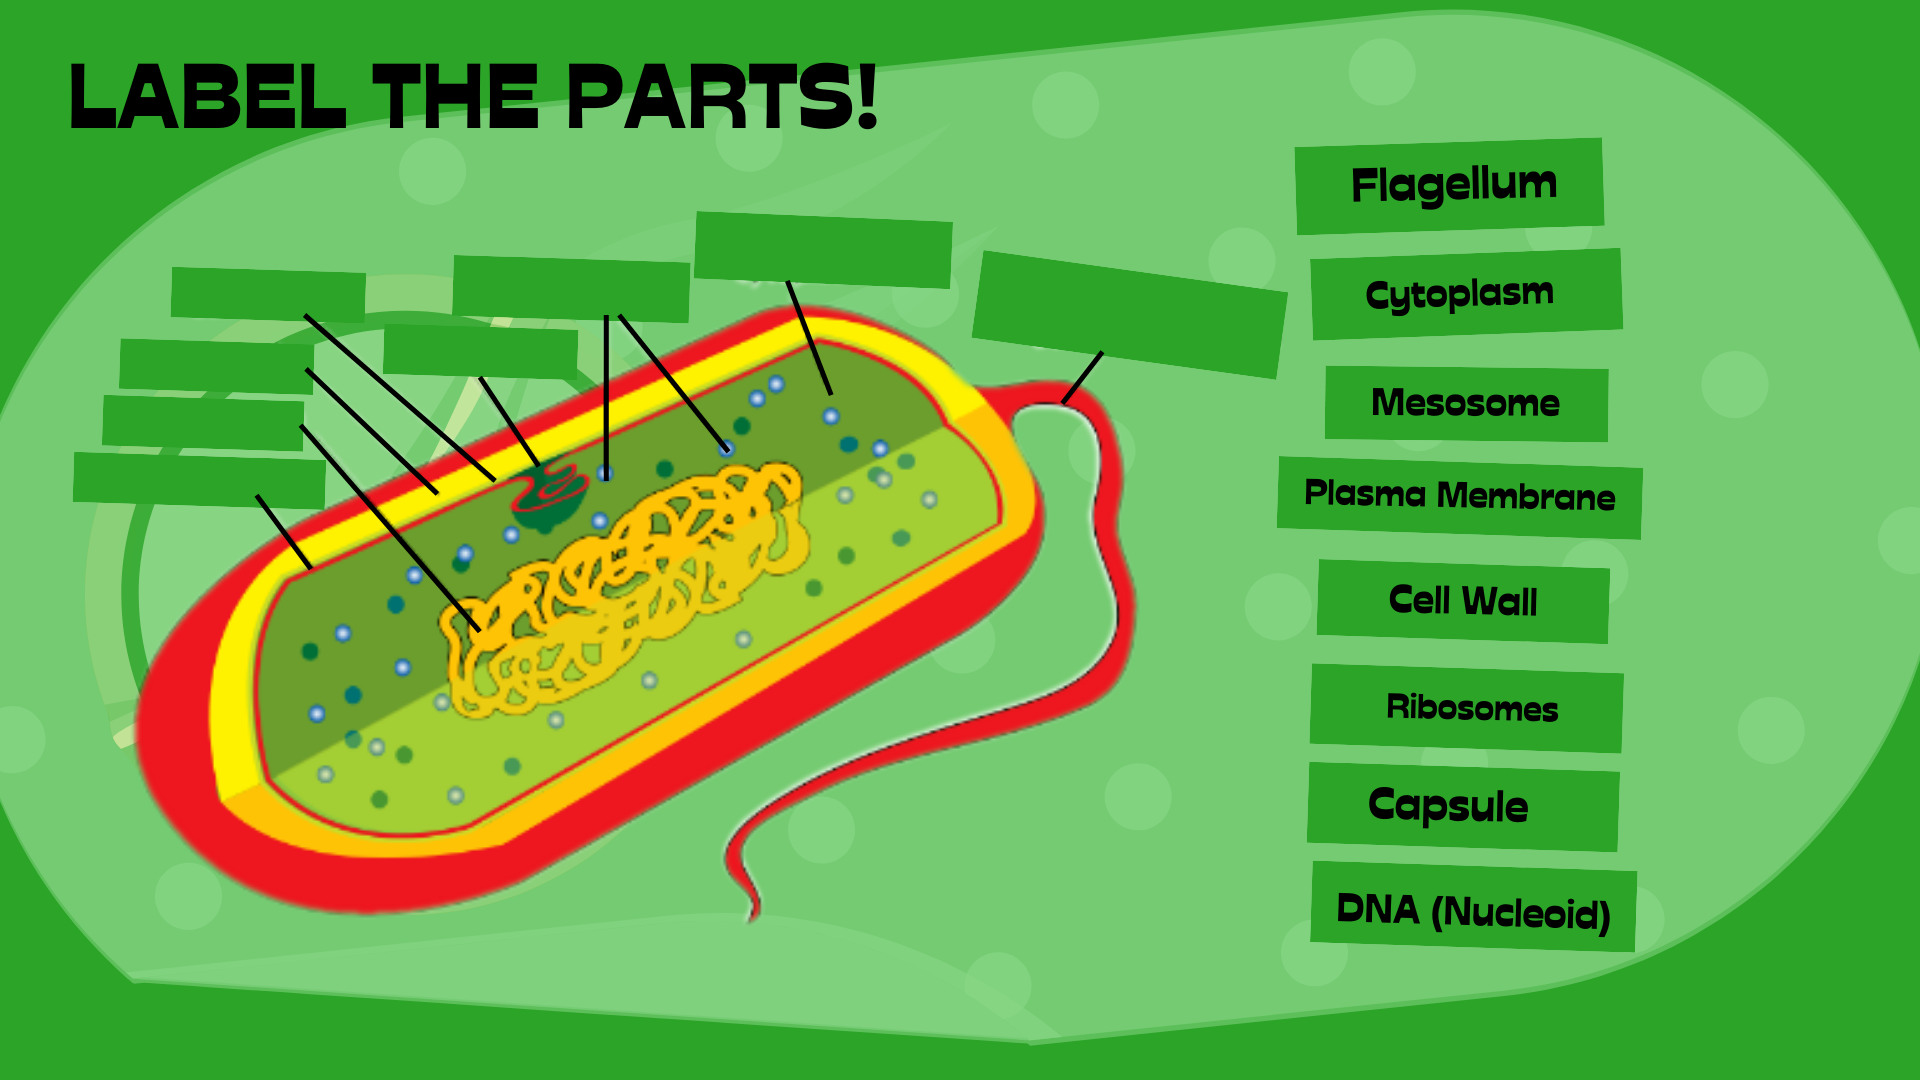 LABEL THE PARTS!
Flagellum
Cytoplasm
Mesosome
Plasma Membrane
Cell Wall
Ribosomes
Capsule
DNA (Nucleoid)